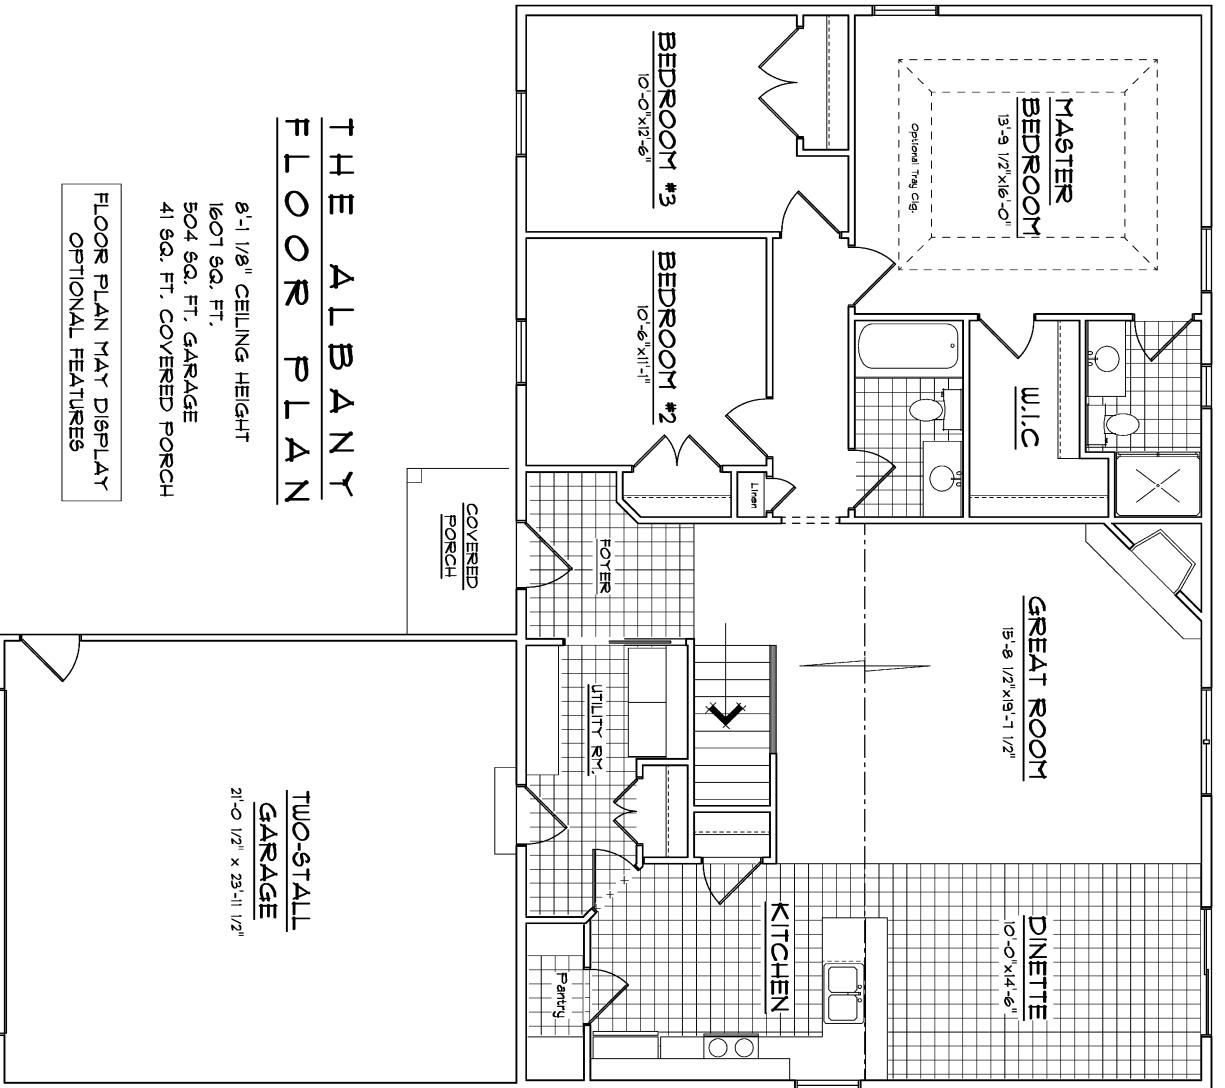 MASTER
BEDROOM
13'-9 1/2"x16'-0"
Optional Tray Clg.
BEDROOM #3
10'-0"x12'-6"
BEDROOM #2
10'-6"x11'-1"
W.I.C
Linen
FOYER
COVERED
PORCH
GREAT ROOM
15'-8 1/2"x19'-7 1/2"
UTILITY RM.
DINETTE
10'-0"x14'-6"
KITCHEN
Pantry
TWO-STALL
GARAGE
21'-0 1/2" x 23'-11 1/2"
THE ALBANY
FLOOR PLAN
8'-1 1/8" CEILING HEIGHT
1607 SQ. FT.
504 SQ. FT. GARAGE
41 SQ. FT. COVERED PORCH
FLOOR PLAN MAY DISPLAY
OPTIONAL FEATURES